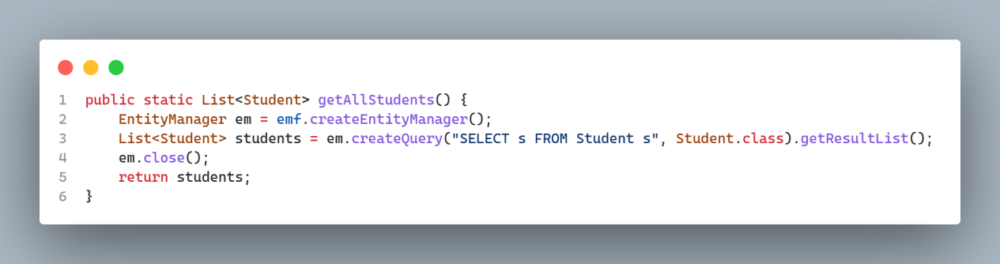 1 public static List<Student> getAllStudents() {
2     EntityManager em = emf.createEntityManager();
3     List<Student> students = em.createQuery("SELECT s FROM Student s", Student.class).getResultList();
4     em.close();
5     return students;
6 }